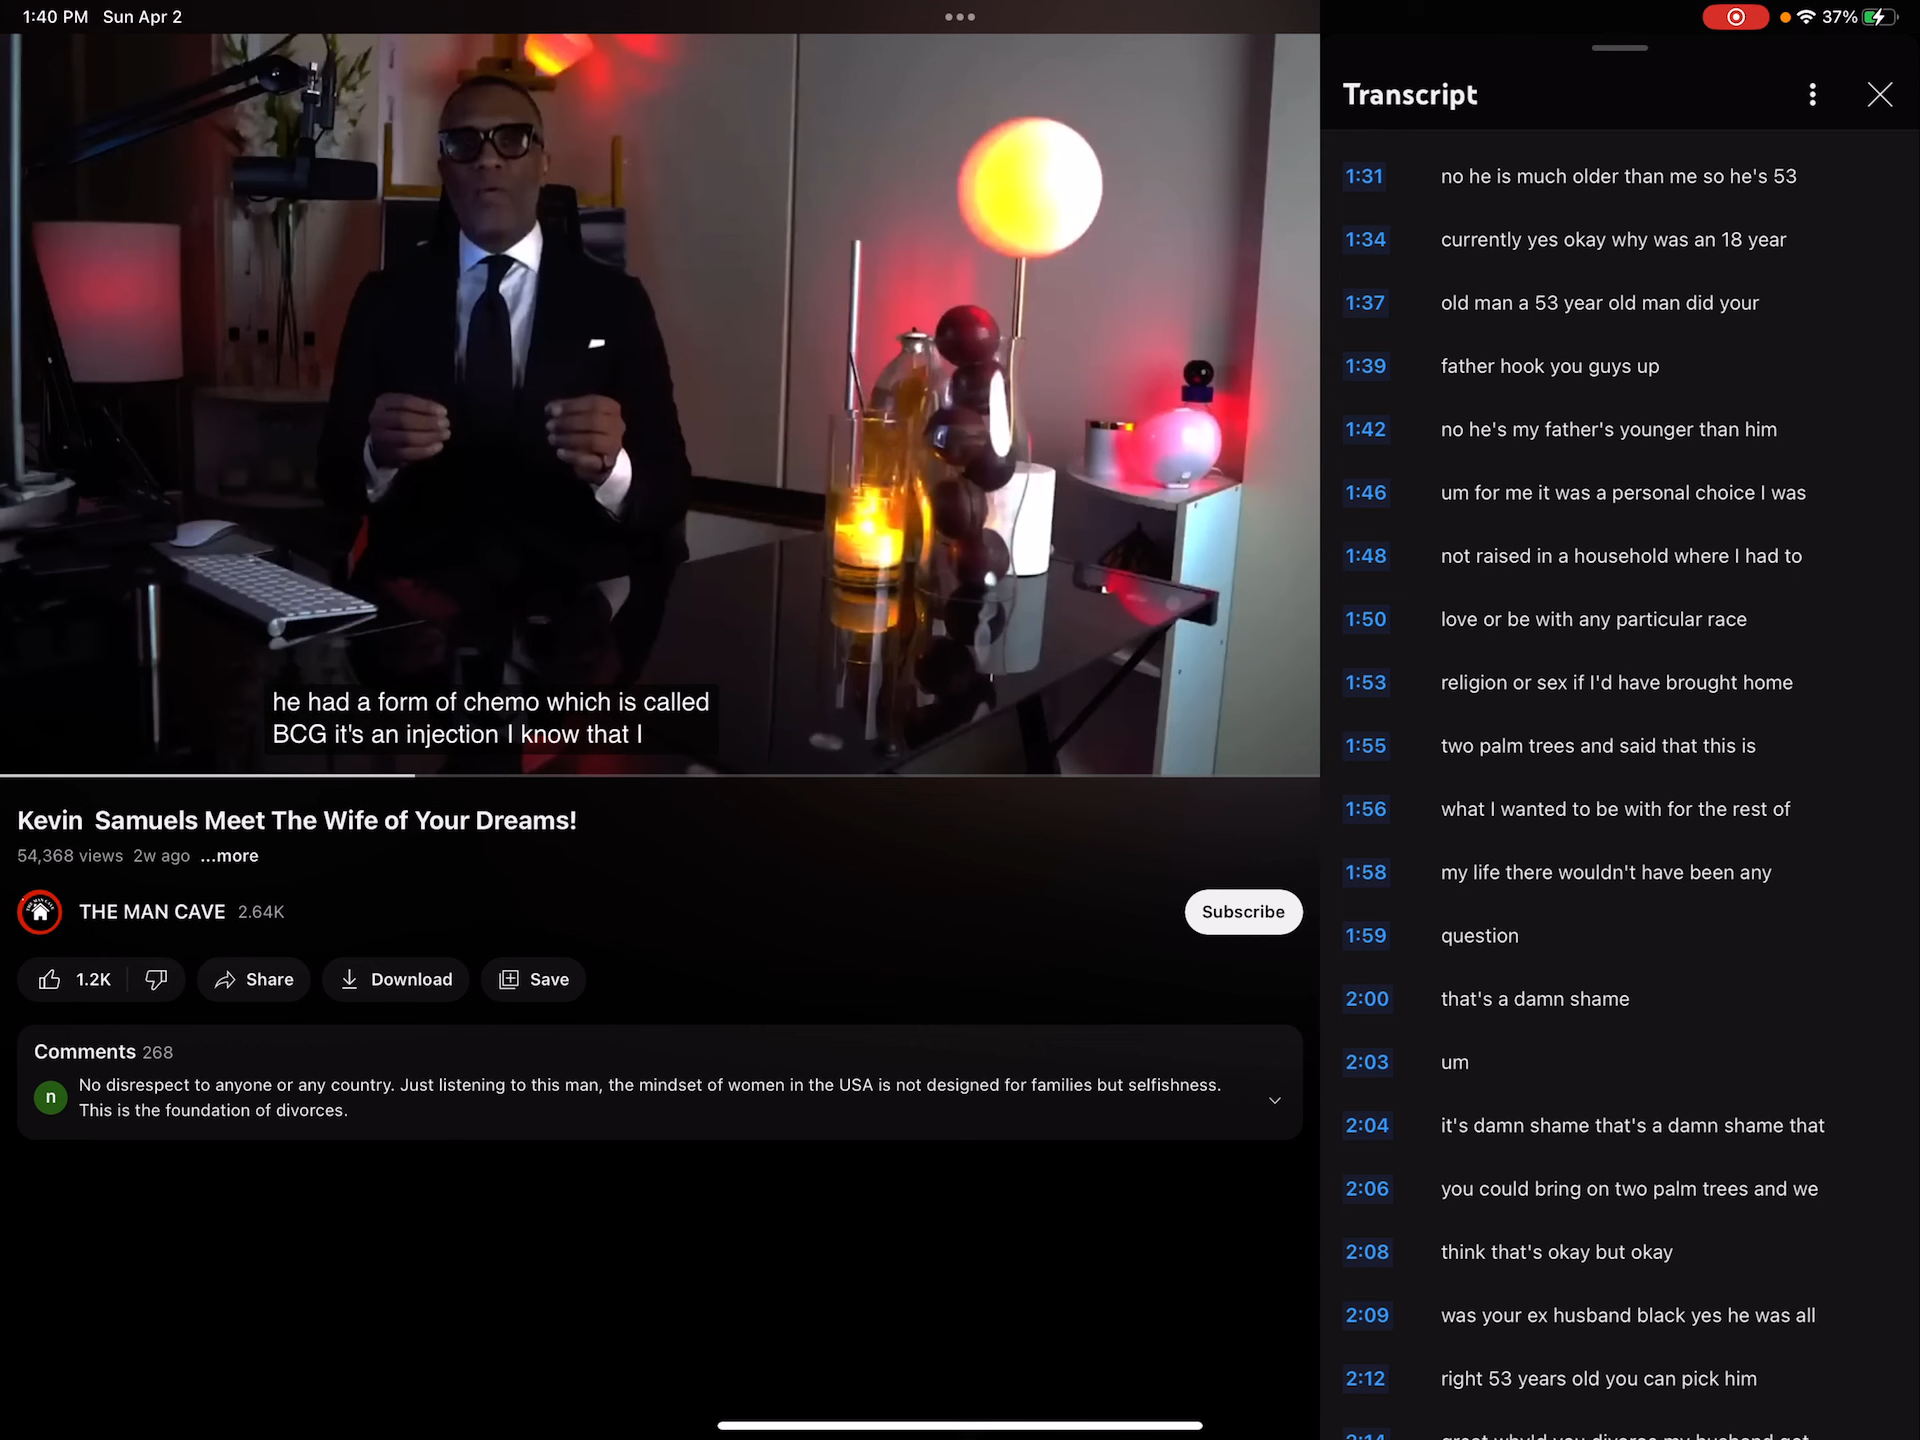 1:40 PM Sun Apr 2
37%
he had a form of chemo which is called
BCG it's an injection I know that I
Kevin Samuels Meet The Wife of Your Dreams!
54,368 views 2w ago ...more
THE MAN CAVE 2.64K
Subscribe
1.2K
Share
Download
Save
Comments 268
n
No disrespect to anyone or any country. Just listening to this man, the mindset of women in the USA is not designed for families but selfishness.
This is the foundation of divorces.
Transcript
1:31 no he is much older than me so he's 53
1:34 currently yes okay why was an 18 year
1:37 old man a 53 year old man did your
1:39 father hook you guys up
1:42 no he's my father's younger than him
1:46 um for me it was a personal choice I was
1:48 not raised in a household where I had to
1:50 love or be with any particular race
1:53 religion or sex if I'd have brought home
1:55 two palm trees and said that this is
1:56 what I wanted to be with for the rest of
1:58 my life there wouldn't have been any
1:59 question
2:00 that's a damn shame
2:03 um
2:04 it's damn shame that's a damn shame that
2:06 you could bring on two palm trees and we
2:08 think that's okay but okay
2:09 was your ex husband black yes he was all
2:12 right 53 years old you can pick him